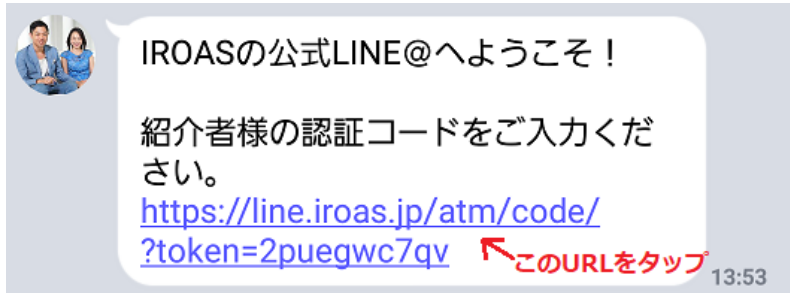 IROASの公式LINE@へようこそ！
紹介者様の認証コードをご入力くだ
さい。
https://line.iroas.jp/atm/code/
?token=2puegwc7qv
このURLをタップ
13:53